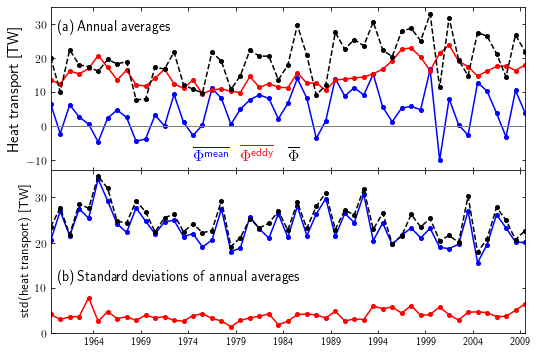 (a) Annual averages
Heat transport [TW]
30
20
10
0
−10
Φ^mean Φ^eddy Φ
(b) Standard deviations of annual averages
std(heat transport) [TW]
30
20
10
0
1964 1969 1974 1979 1984 1989 1994 1999 2004 2009